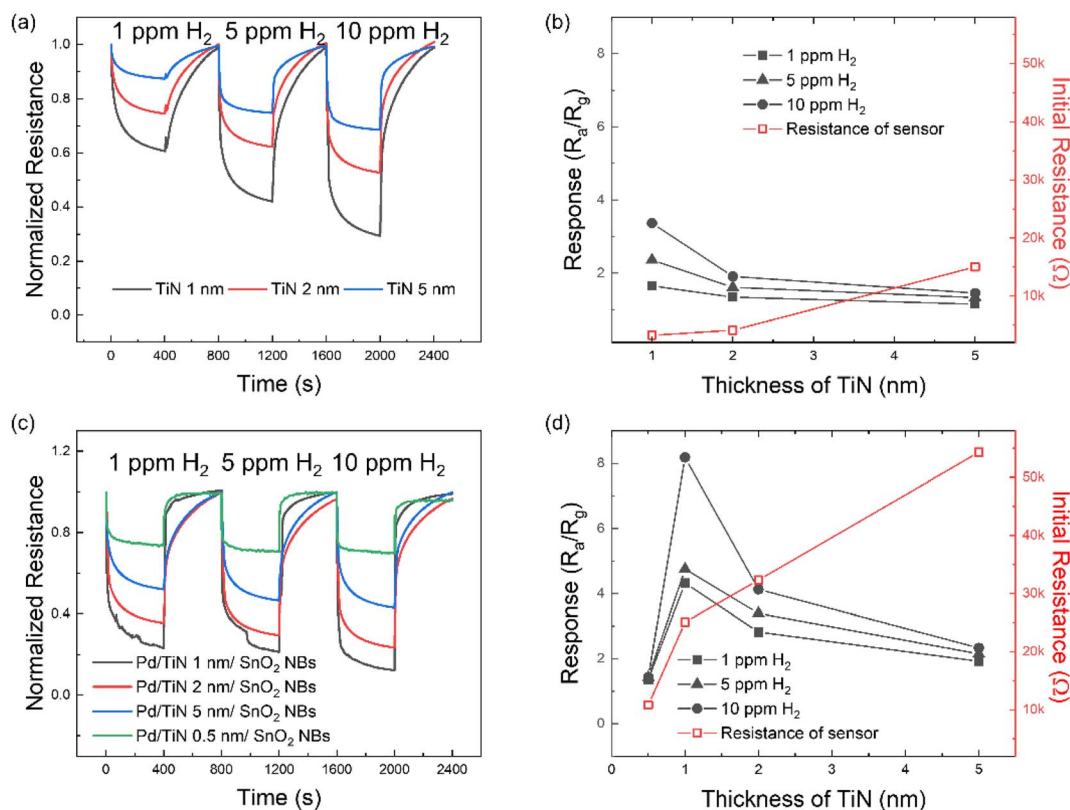 (a)
1 ppm H₂ 5 ppm H₂ 10 ppm H₂
1.0
0.8
0.6
0.4
0.2
0.0
Normalized Resistance
TiN 1 nm TiN 2 nm TiN 5 nm
0 400 800 1200 1600 2000 2400
Time (s)
(b)
8
6
4
2
Response (Rₐ/R_g)
1 ppm H₂
5 ppm H₂
10 ppm H₂
Resistance of sensor
50k
40k
30k
20k
10k
Initial Resistance (Ω)
1 2 3 4 5
Thickness of TiN (nm)
(c)
1 ppm H₂ 5 ppm H₂ 10 ppm H₂
1.2
0.8
0.4
0.0
Normalized Resistance
Pd/TiN 1 nm/ SnO₂ NBs
Pd/TiN 2 nm/ SnO₂ NBs
Pd/TiN 5 nm/ SnO₂ NBs
Pd/TiN 0.5 nm/ SnO₂ NBs
0 400 800 1200 1600 2000 2400
Time (s)
(d)
8
6
4
2
0
Response (Rₐ/R_g)
1 ppm H₂
5 ppm H₂
10 ppm H₂
Resistance of sensor
50k
40k
30k
20k
10k
Initial Resistance (Ω)
0 1 2 3 4 5
Thickness of TiN (nm)